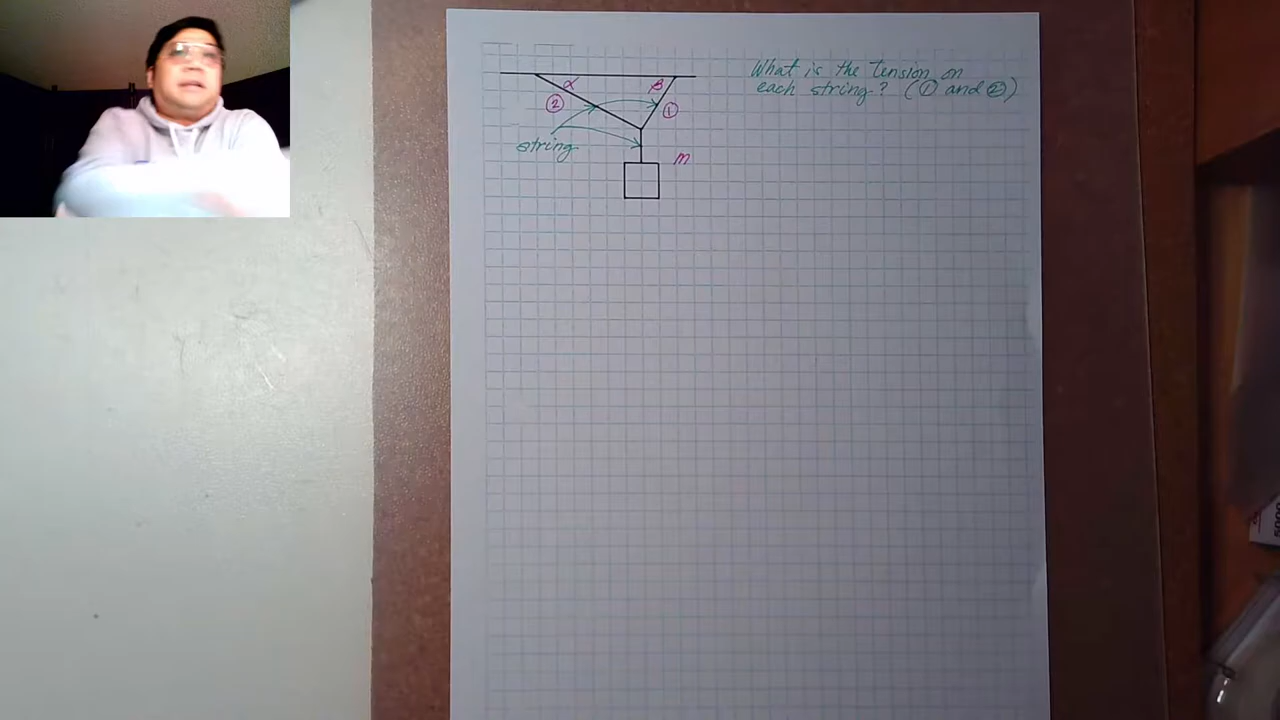 What is the Tension on
each string? (① and ②)
α
β
②
①
string
m